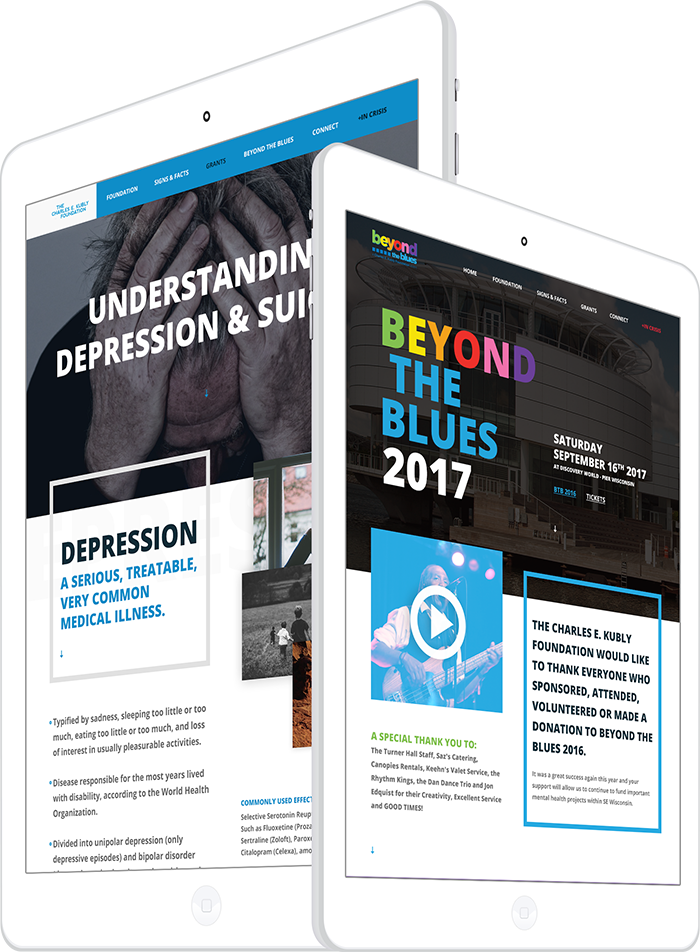 THE
CHARLES E. KUBLY
FOUNDATION
FOUNDATION
SIGNS & FACTS
GRANTS
BEYOND THE BLUES
CONNECT
+IN CRISIS
UNDERSTANDIN
DEPRESSION & SUI
DEPRESSION
A SERIOUS, TREATABLE,
VERY COMMON
MEDICAL ILLNESS.
Typified by sadness, sleeping too little or too
much, eating too little or too much, and loss
of interest in usually pleasurable activities.
Disease responsible for the most years lived
with disability, according to the World Health
Organization.
Divided into unipolar depression (only
depressive episodes) and bipolar disorder
COMMONLY USED EFFECT
Selective Serotonin Reup
Such as Fluoxetine (Proza
Sertraline (Zoloft), Paroxe
Citalopram (Celexa), amo
beyond
the blues
HOME
FOUNDATION
SIGNS & FACTS
GRANTS
CONNECT
+IN CRISIS
BEYOND
THE
BLUES
2017
SATURDAY
SEPTEMBER 16TH 2017
AT DISCOVERY WORLD - PIER WISCONSIN
BTB 2016
TICKETS
A SPECIAL THANK YOU TO:
The Turner Hall Staff, Saz's Catering,
Canopies Rentals, Keehn's Valet Service, the
Rhythm Kings, the Dan Dance Trio and Jon
Edquist for their Creativity, Excellent Service
and GOOD TIMES!
THE CHARLES E. KUBLY
FOUNDATION WOULD LIKE
TO THANK EVERYONE WHO
SPONSORED, ATTENDED,
VOLUNTEERED OR MADE A
DONATION TO BEYOND THE
BLUES 2016.
It was a great success again this year and your
support will allow us to continue to fund important
mental health projects within SE Wisconsin.